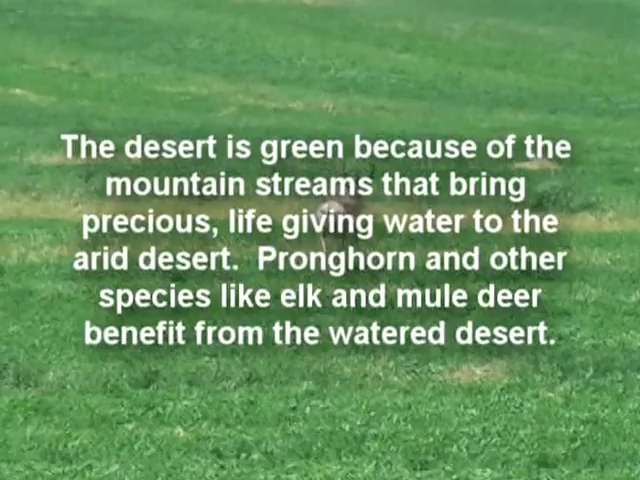 The desert is green because of the
mountain streams that bring
precious, life giving water to the
arid desert.  Pronghorn and other
species like elk and mule deer
benefit from the watered desert.